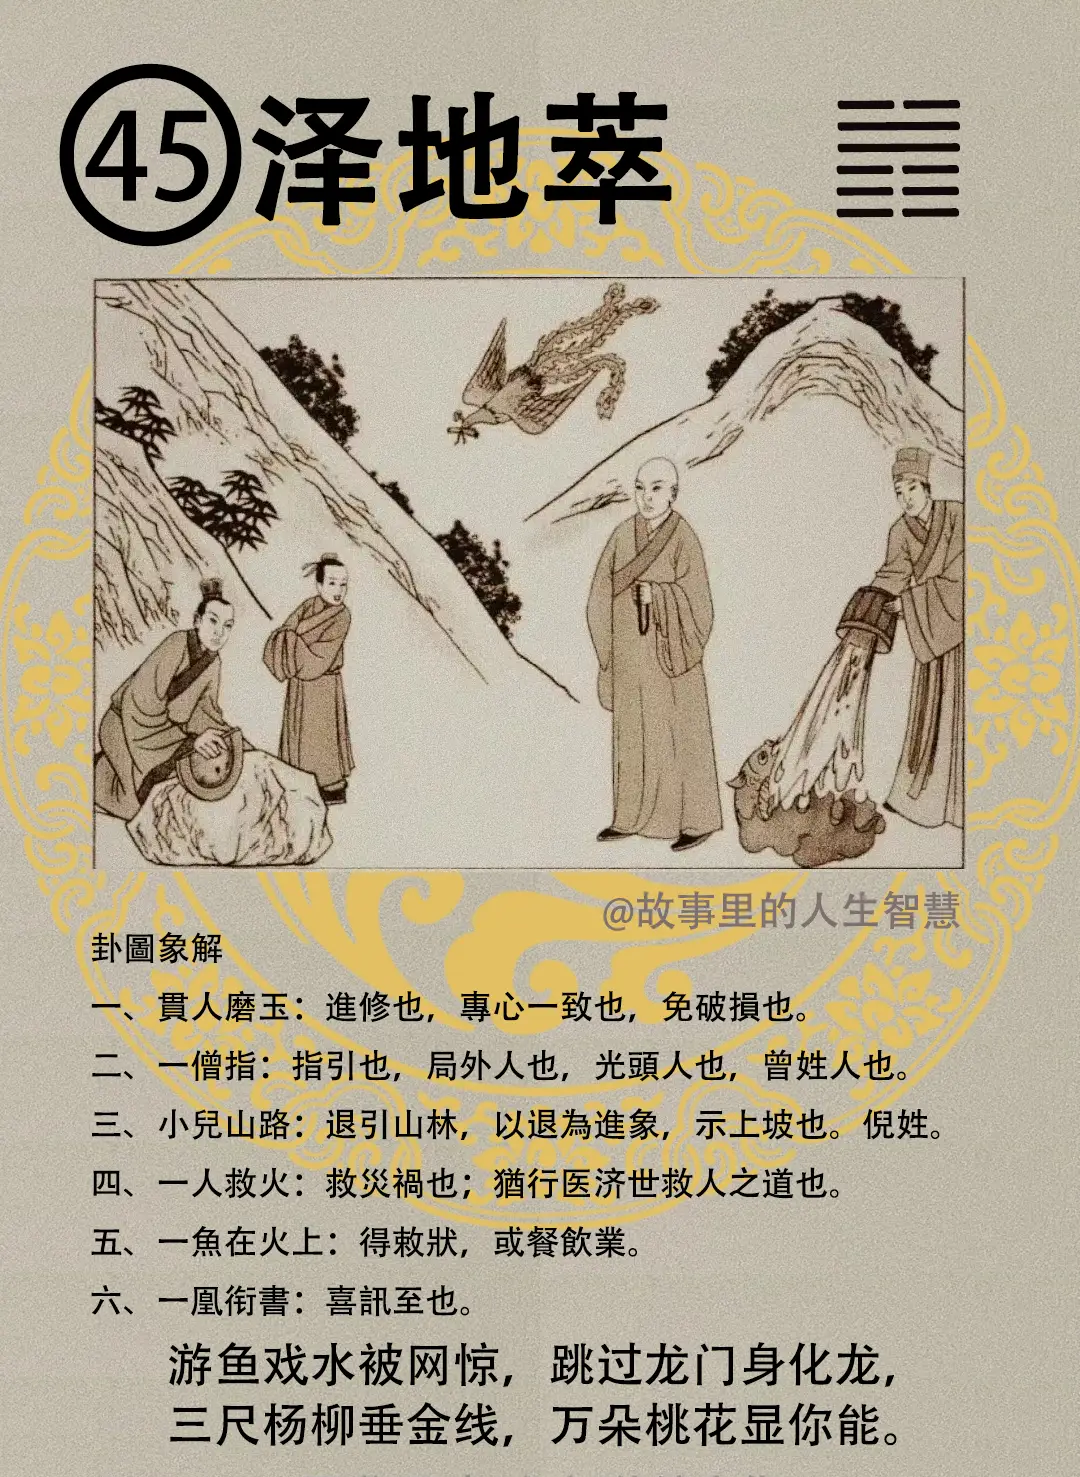 ㊺泽地萃
@故事里的人生智慧
卦圖象解
一、貫人磨玉：進修也，專心一致也，免破損也。
二、一僧指：指引也，局外人也，光頭人也，曾姓人也。
三、小兒山路：退引山林，以退為進象，示上坡也。倪姓。
四、一人救火：救災禍也；猶行医济世救人之道也。
五、一魚在火上：得敕狀，或餐飲業。
六、一凰衔書：喜訊至也。
游鱼戏水被网惊，跳过龙门身化龙，
三尺杨柳垂金线，万朵桃花显你能。